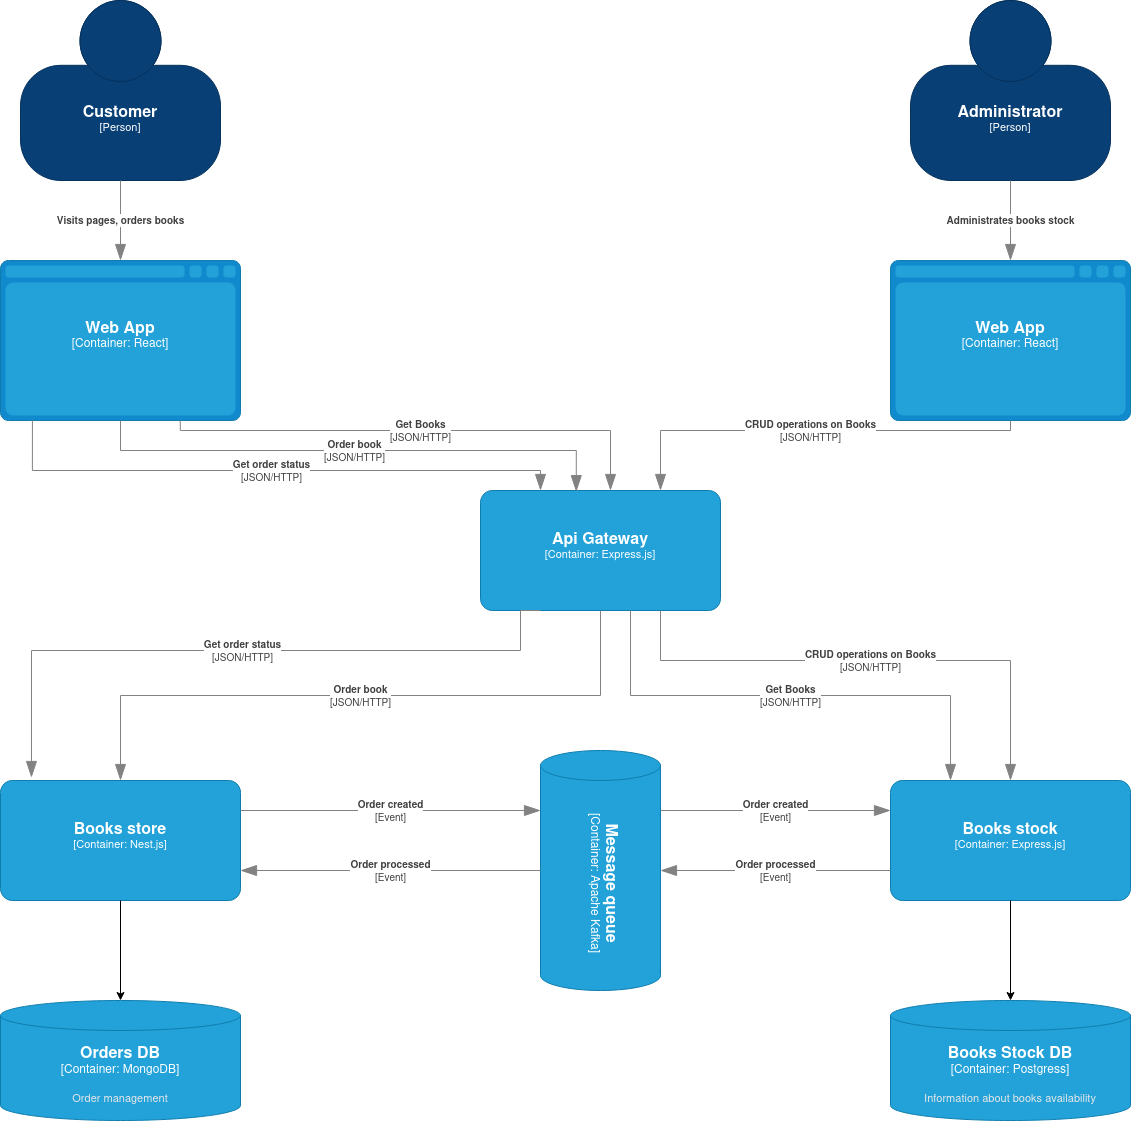 Customer
[Person]
Administrator
[Person]
Visits pages, orders books
Administrates books stock
Web App
[Container: React]
Web App
[Container: React]
Get Books
[JSON/HTTP]
CRUD operations on Books
[JSON/HTTP]
Order book
[JSON/HTTP]
Get order status
[JSON/HTTP]
Api Gateway
[Container: Express.js]
Get order status
[JSON/HTTP]
CRUD operations on Books
[JSON/HTTP]
Order book
[JSON/HTTP]
Get Books
[JSON/HTTP]
Books store
[Container: Nest.js]
Order created
[Event]
Order processed
[Event]
Message queue
[Container: Apache Kafka]
Order created
[Event]
Order processed
[Event]
Books stock
[Container: Express.js]
Orders DB
[Container: MongoDB]
Order management
Books Stock DB
[Container: Postgress]
Information about books availability